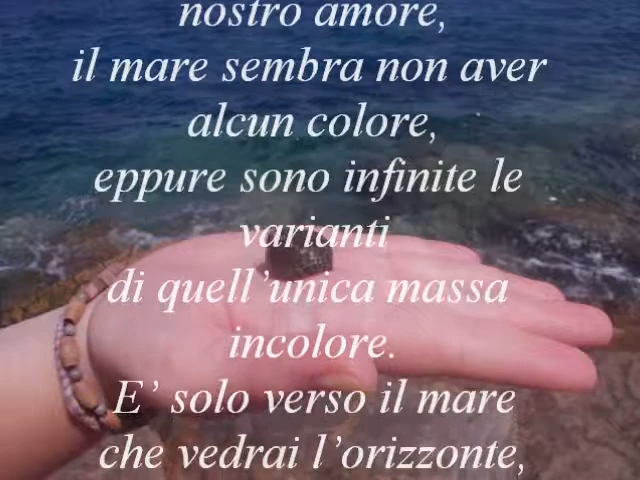 nostro amore,
il mare sembra non aver
alcun colore,
eppure sono infinite le
varianti
di quell’unica massa
incolore.
E’ solo verso il mare
che vedrai l’orizzonte,